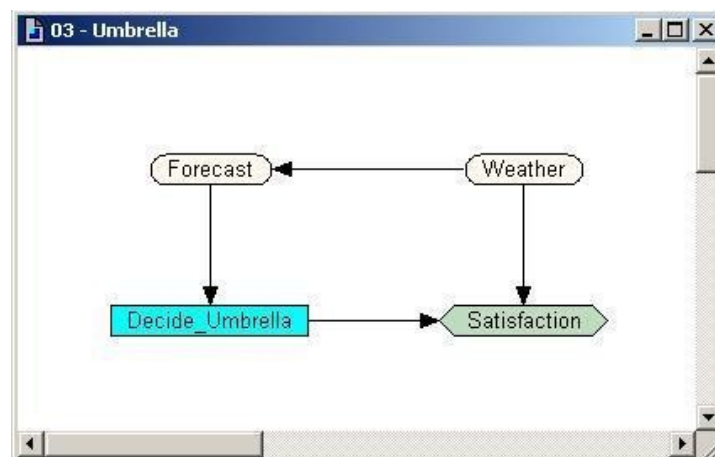 03 - Umbrella
Forecast
Weather
Decide_Umbrella
Satisfaction